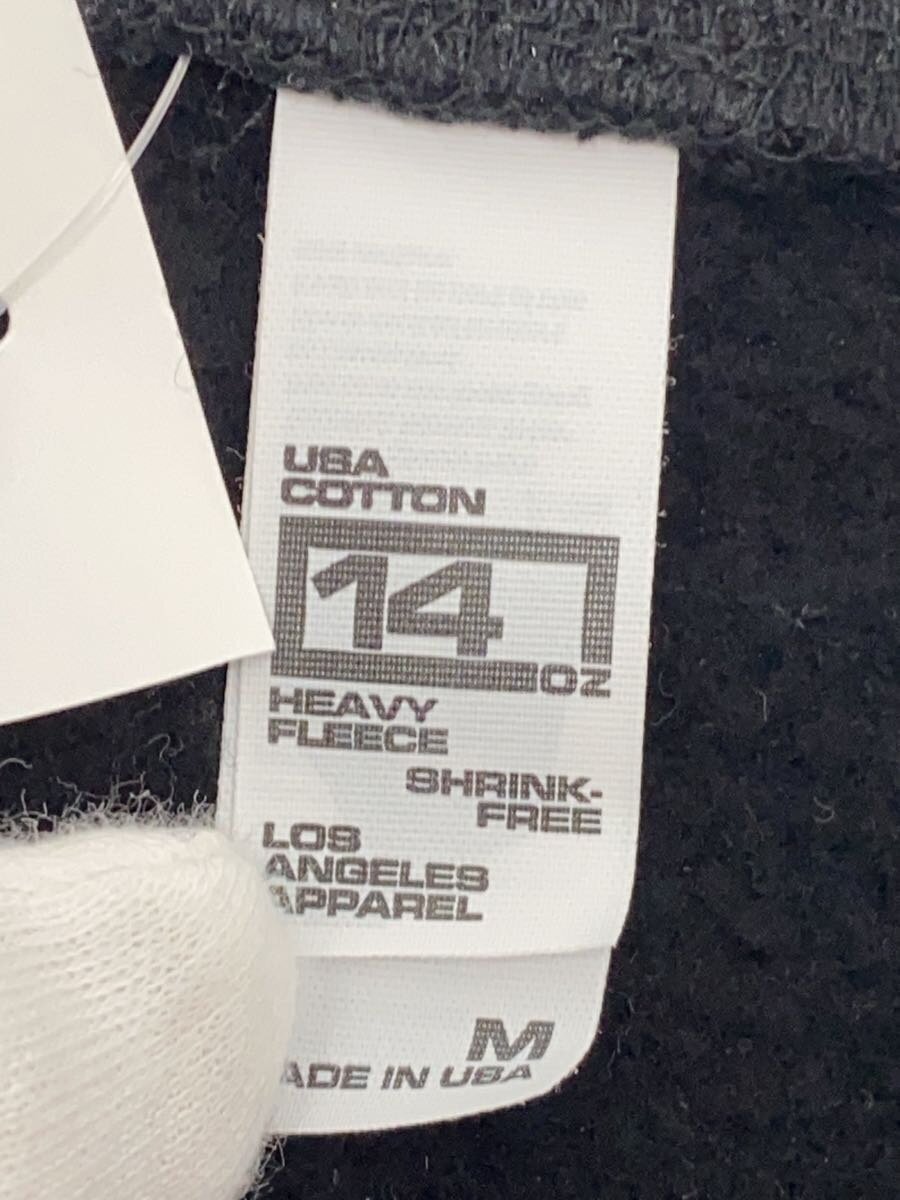 USA
COTTON
14
OZ
HEAVY
FLEECE
SHRINK-
FREE
LOS
ANGELES
APPAREL
M
ADE IN USA